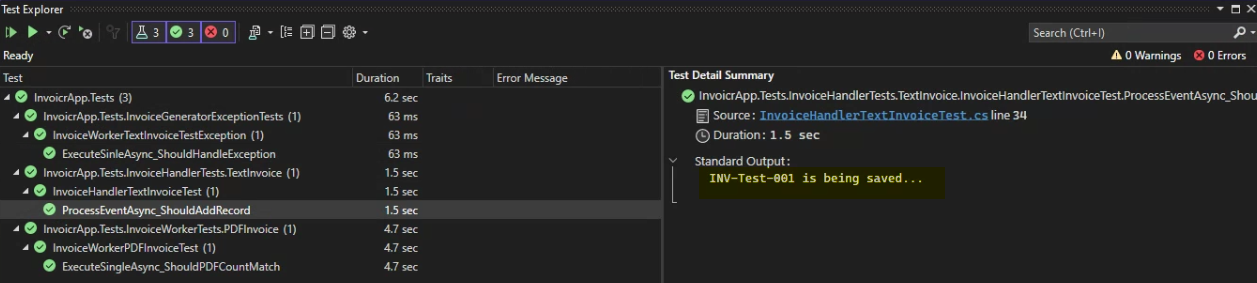 Test Explorer
3 3 0
Search (Ctrl+I)
Ready
0 Warnings 0 Errors
Test Duration Traits Error Message
InvoicrApp.Tests (3) 6.2 sec
InvoicrApp.Tests.InvoiceGeneratorExceptionTests (1) 63 ms
InvoiceWorkerTextInvoiceTestException (1) 63 ms
ExecuteSinleAsync_ShouldHandleException 63 ms
InvoicrApp.Tests.InvoiceHandlerTests.TextInvoice (1) 1.5 sec
InvoiceHandlerTextInvoiceTest (1) 1.5 sec
ProcessEventAsync_ShouldAddRecord 1.5 sec
InvoicrApp.Tests.InvoiceWorkerTests.PDFInvoice (1) 4.7 sec
InvoiceWorkerPDFInvoiceTest (1) 4.7 sec
ExecuteSingleAsync_ShouldPDFCountMatch 4.7 sec
Test Detail Summary
InvoicrApp.Tests.InvoiceHandlerTests.TextInvoice.InvoiceHandlerTextInvoiceTest.ProcessEventAsync_Shou
Source: InvoiceHandlerTextInvoiceTest.cs line 34
Duration: 1.5 sec
Standard Output:
INV-Test-001 is being saved...